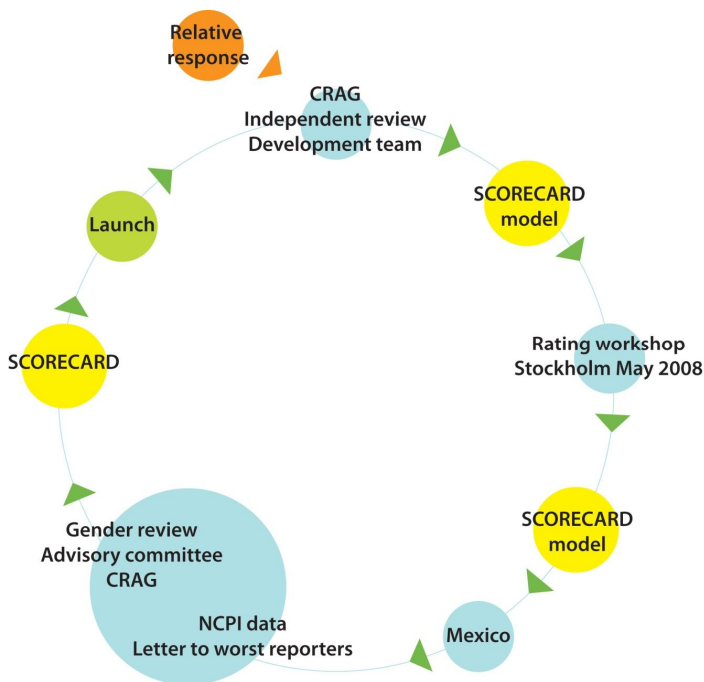 Relative
response
CRAG
Independent review
Development team
SCORECARD
model
Rating workshop
Stockholm May 2008
SCORECARD
model
Mexico
NCPI data
Letter to worst reporters
Gender review
Advisory committee
CRAG
SCORECARD
Launch